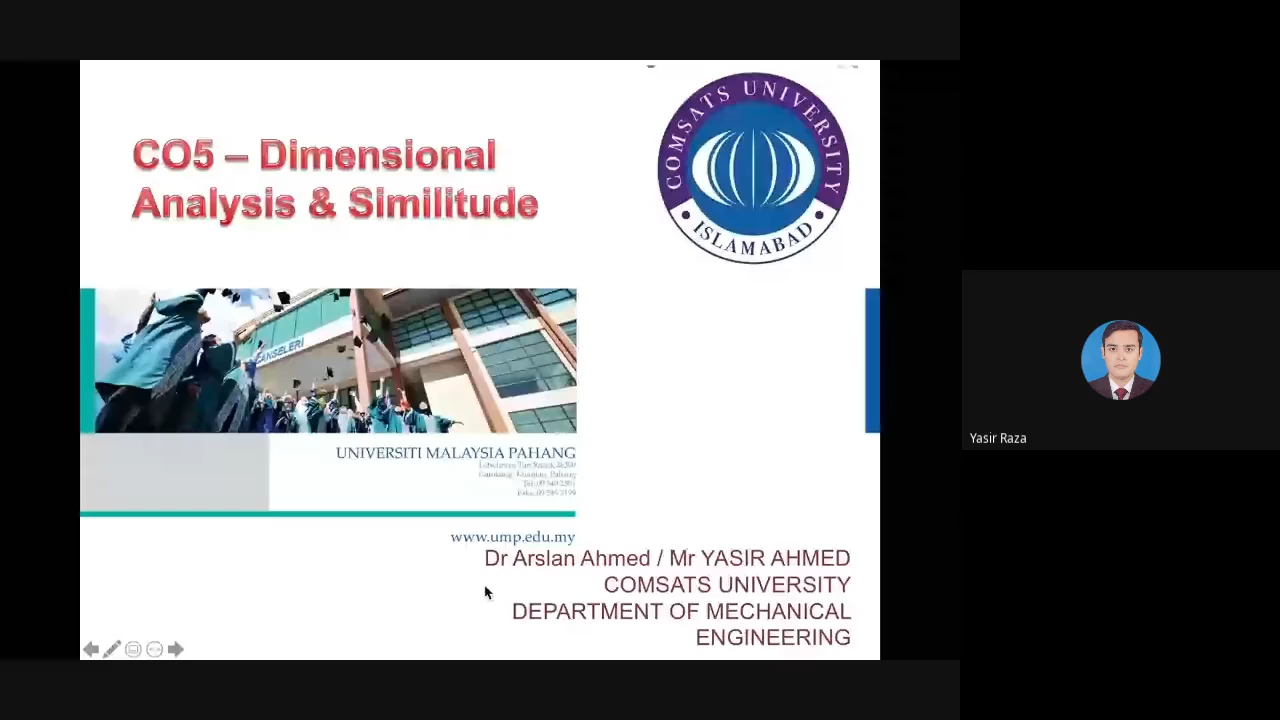 CO5 – Dimensional
Analysis & Similitude
COMSATS UNIVERSITY
ISLAMABAD
CANSELERI
UNIVERSITI MALAYSIA PAHANG
www.ump.edu.my
Dr Arslan Ahmed / Mr YASIR AHMED
COMSATS UNIVERSITY
DEPARTMENT OF MECHANICAL
ENGINEERING
Yasir Raza